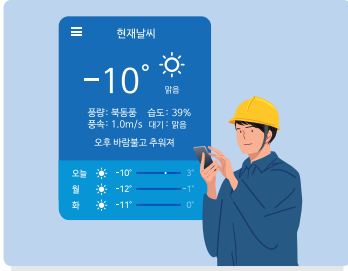 현재날씨
-10°
맑음
풍량: 북동풍 습도: 39%
풍속: 1.0m/s 대기 : 맑음
오후 바람불고 추워져
오늘 -10° 3°
월 -12° -1°
화 -11° 0°